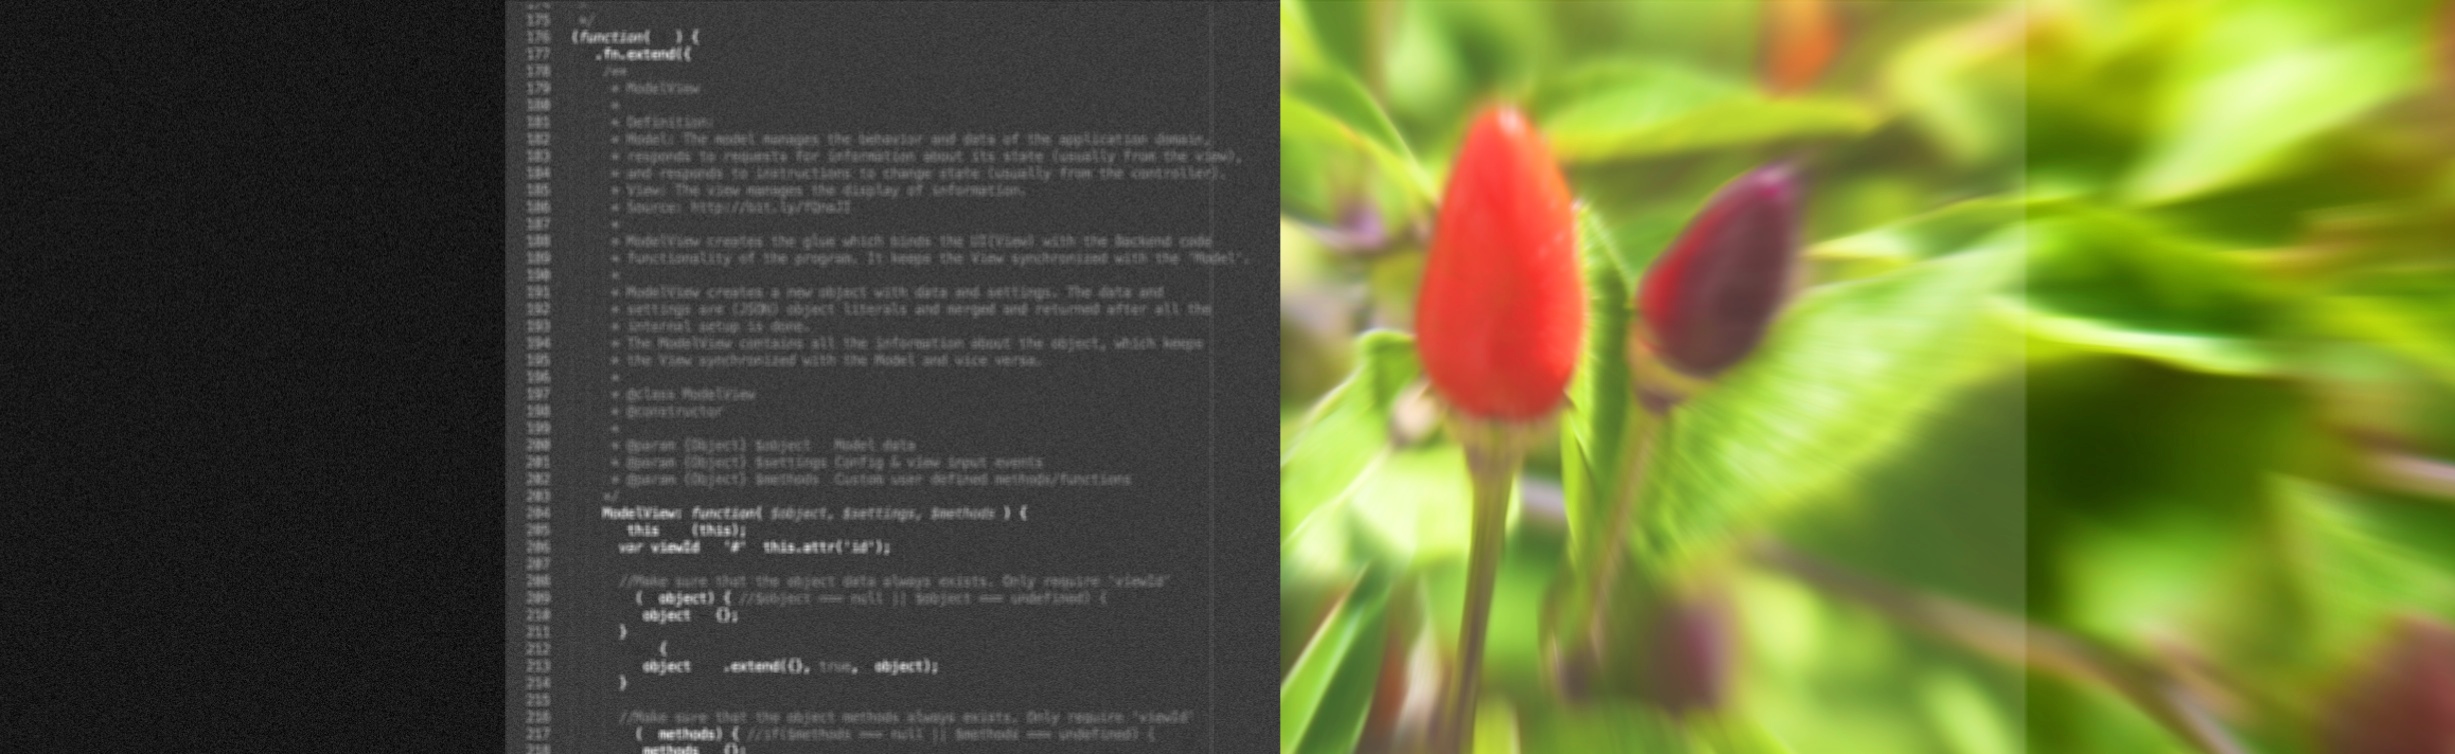 175 */
176 (function( ) {
177 .fn.extend({
178 /**
179 * ModelView
180 *
181 * Definition:
182 * Model: The model manages the behavior and data of the application domain,
183 * responds to requests for information about its state (usually from the view),
184 * and responds to instructions to change state (usually from the controller).
185 * View: The view manages the display of information.
186 * Source: http://bit.ly/
187 *
188 * ModelView creates the glue which binds the UI(View) with the Backend code
189 * functionality of the program. It keeps the View synchronized with the "Model".
190 *
191 * ModelView creates a new object with data and settings. The data and
192 * settings are (JSON) object literals and merged and returned after all the
193 * internal setup is done.
194 * The ModelView contains all the information about the object, which keeps
195 * the View synchronized with the Model and vice versa.
196 *
197 * @class ModelView
198 * @constructor
199 *
200 * @param {Object} $object Model data
201 * @param {Object} $settings Config & view input events
202 * @param {Object} $methods Custom user defined methods/functions
203 */
204 ModelView: function( $object, $settings, $methods ) {
205 this (this);
206 var viewId "#" this.attr("id");
207
208 //Make sure that the object data always exists. Only require "viewId"
209 ( object) { //$object === null || $object === undefined) {
210 object {};
211 }
212 {
213 object .extend({}, true, object);
214 }
215
216 //Make sure that the object methods always exists. Only require "viewId"
217 ( methods) { //if($methods === null || $methods === undefined) {
218 methods {};